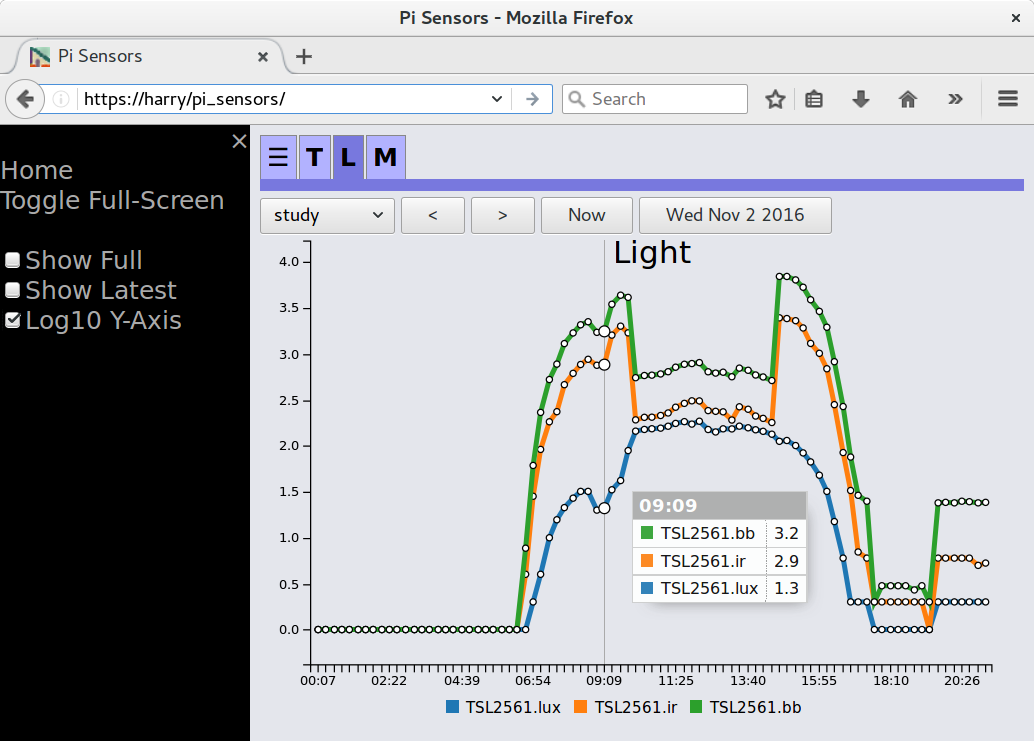 Pi Sensors - Mozilla Firefox
Pi Sensors
https://harry/pi_sensors/
Search
Home
Toggle Full-Screen
Show Full
Show Latest
Log10 Y-Axis
☰ T L M
study < > Now Wed Nov 2 2016
Light
4.0
3.5
3.0
2.5
2.0
1.5
1.0
0.5
0.0
09:09
TSL2561.bb 3.2
TSL2561.ir 2.9
TSL2561.lux 1.3
00:07 02:22 04:39 06:54 09:09 11:25 13:40 15:55 18:10 20:26
TSL2561.lux TSL2561.ir TSL2561.bb